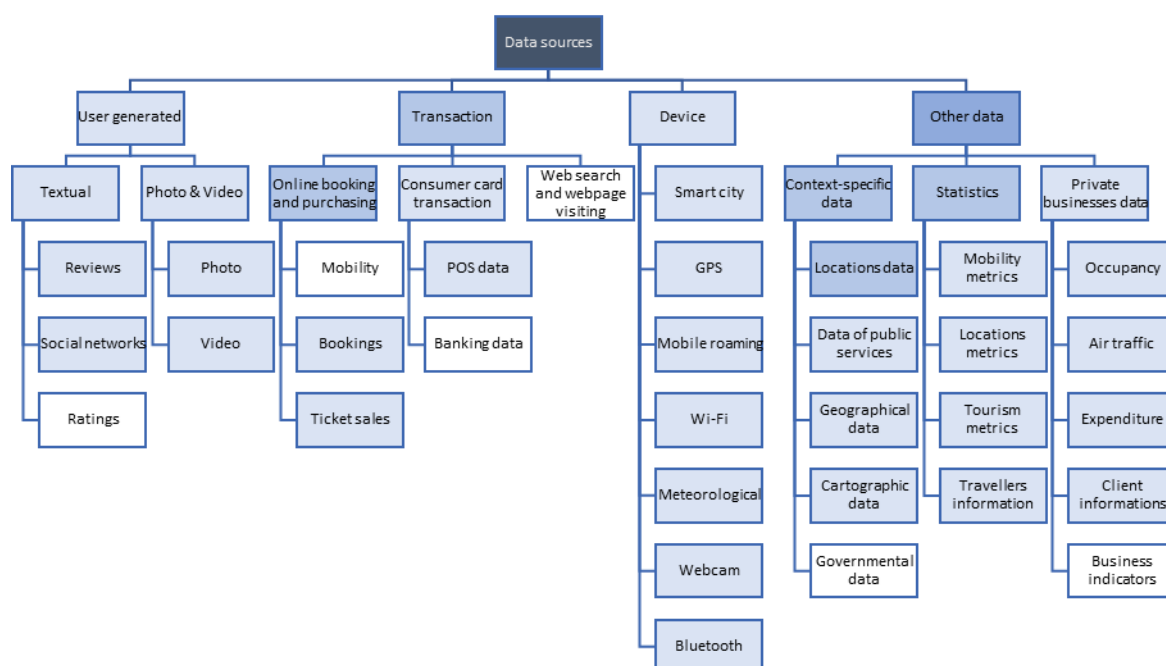 Data sources
User generated
Transaction
Device
Other data
Textual
Photo & Video
Online booking
and purchasing
Consumer card
transaction
Web search
and webpage
visiting
Smart city
Context-specific
data
Statistics
Private
businesses data
Reviews
Photo
Mobility
POS data
GPS
Locations data
Mobility
metrics
Occupancy
Social networks
Video
Bookings
Banking data
Mobile roaming
Data of public
services
Locations
metrics
Air traffic
Ratings
Ticket sales
Wi-Fi
Geographical
data
Tourism
metrics
Expenditure
Meteorological
Cartographic
data
Travellers
information
Client
informations
Webcam
Governmental
data
Business
indicators
Bluetooth